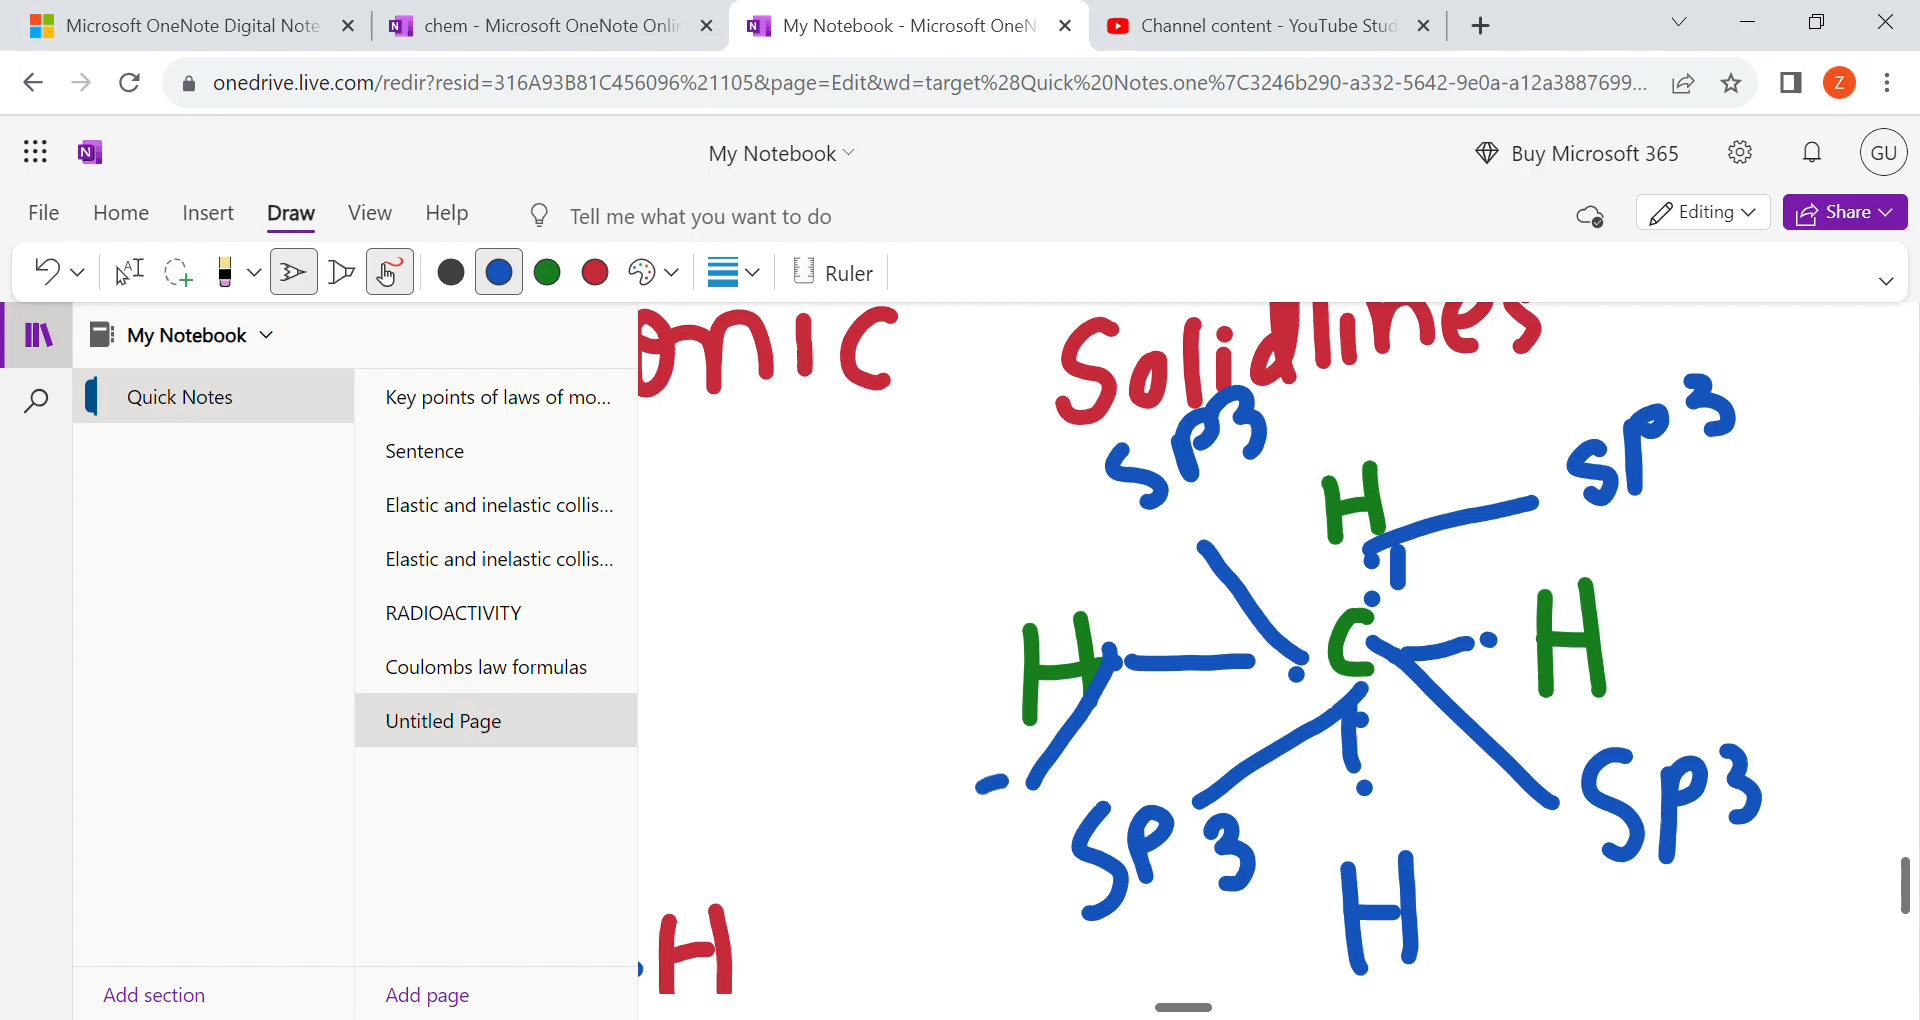 Microsoft OneNote Digital Note
chem - Microsoft OneNote Onli
My Notebook - Microsoft OneN
Channel content - YouTube Stud
onedrive.live.com/redir?resid=316A93B81C456096%21105&page=Edit&wd=target%28Quick%20Notes.one%7C3246b290-a332-5642-9e0a-a12a3887699...
Z
N
My Notebook
Buy Microsoft 365
GU
File Home Insert Draw View Help
Tell me what you want to do
Editing
Share
Ruler
My Notebook
Quick Notes
Key points of laws of mo...
Sentence
Elastic and inelastic collis...
Elastic and inelastic collis...
RADIOACTIVITY
Coulombs law formulas
Untitled Page
Add section
Add page
onic Solidlines
sp3
sp3
H
H C H
sp3
sp3
H
H